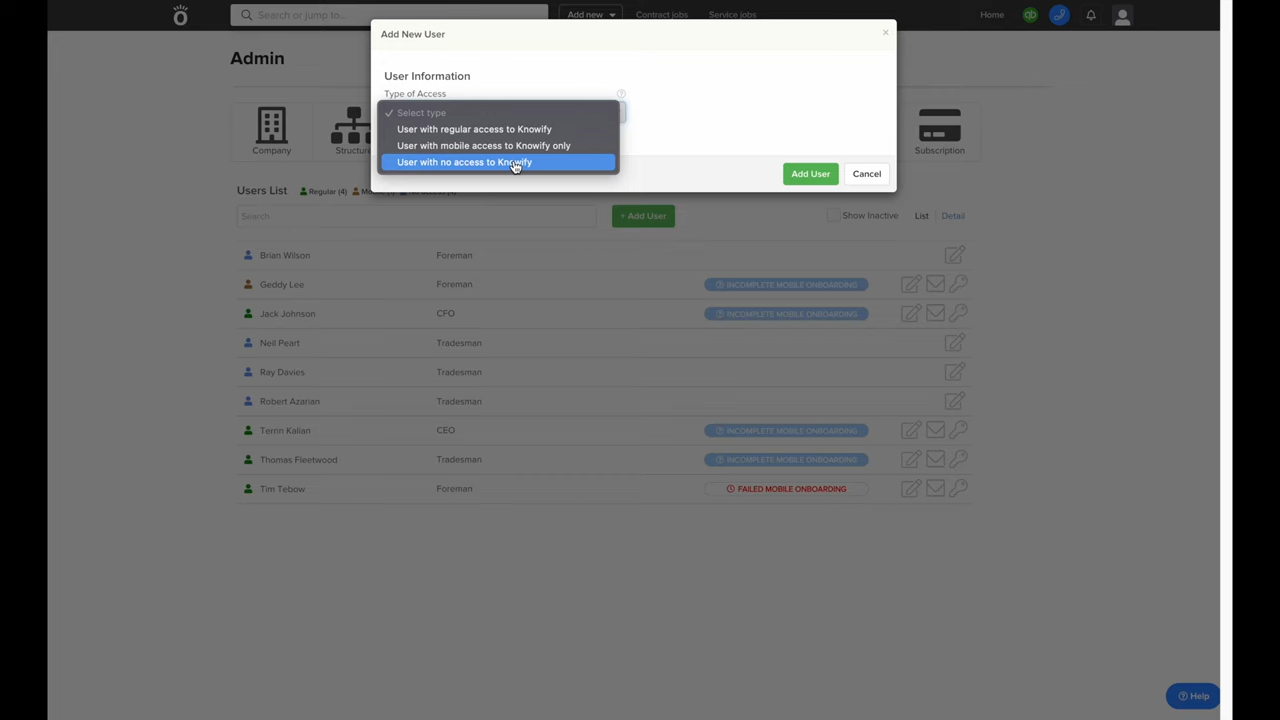 Search or jump to...
Add new
Contract jobs
Service jobs
Home
qb
Add New User
×
Admin
User Information
Type of Access
Select type
User with regular access to Knowify
User with mobile access to Knowify only
User with no access to Knowify
Company
Structure
Subscription
Add User
Cancel
Users List
Regular (4)
Search
+ Add User
Show Inactive
List
Detail
Brian Wilson Foreman
Geddy Lee Foreman INCOMPLETE MOBILE ONBOARDING
Jack Johnson CFO INCOMPLETE MOBILE ONBOARDING
Neil Peart Tradesman
Ray Davies Tradesman
Robert Azarian Tradesman
Terrin Kalian CEO INCOMPLETE MOBILE ONBOARDING
Thomas Fleetwood Tradesman INCOMPLETE MOBILE ONBOARDING
Tim Tebow Foreman FAILED MOBILE ONBOARDING
Help